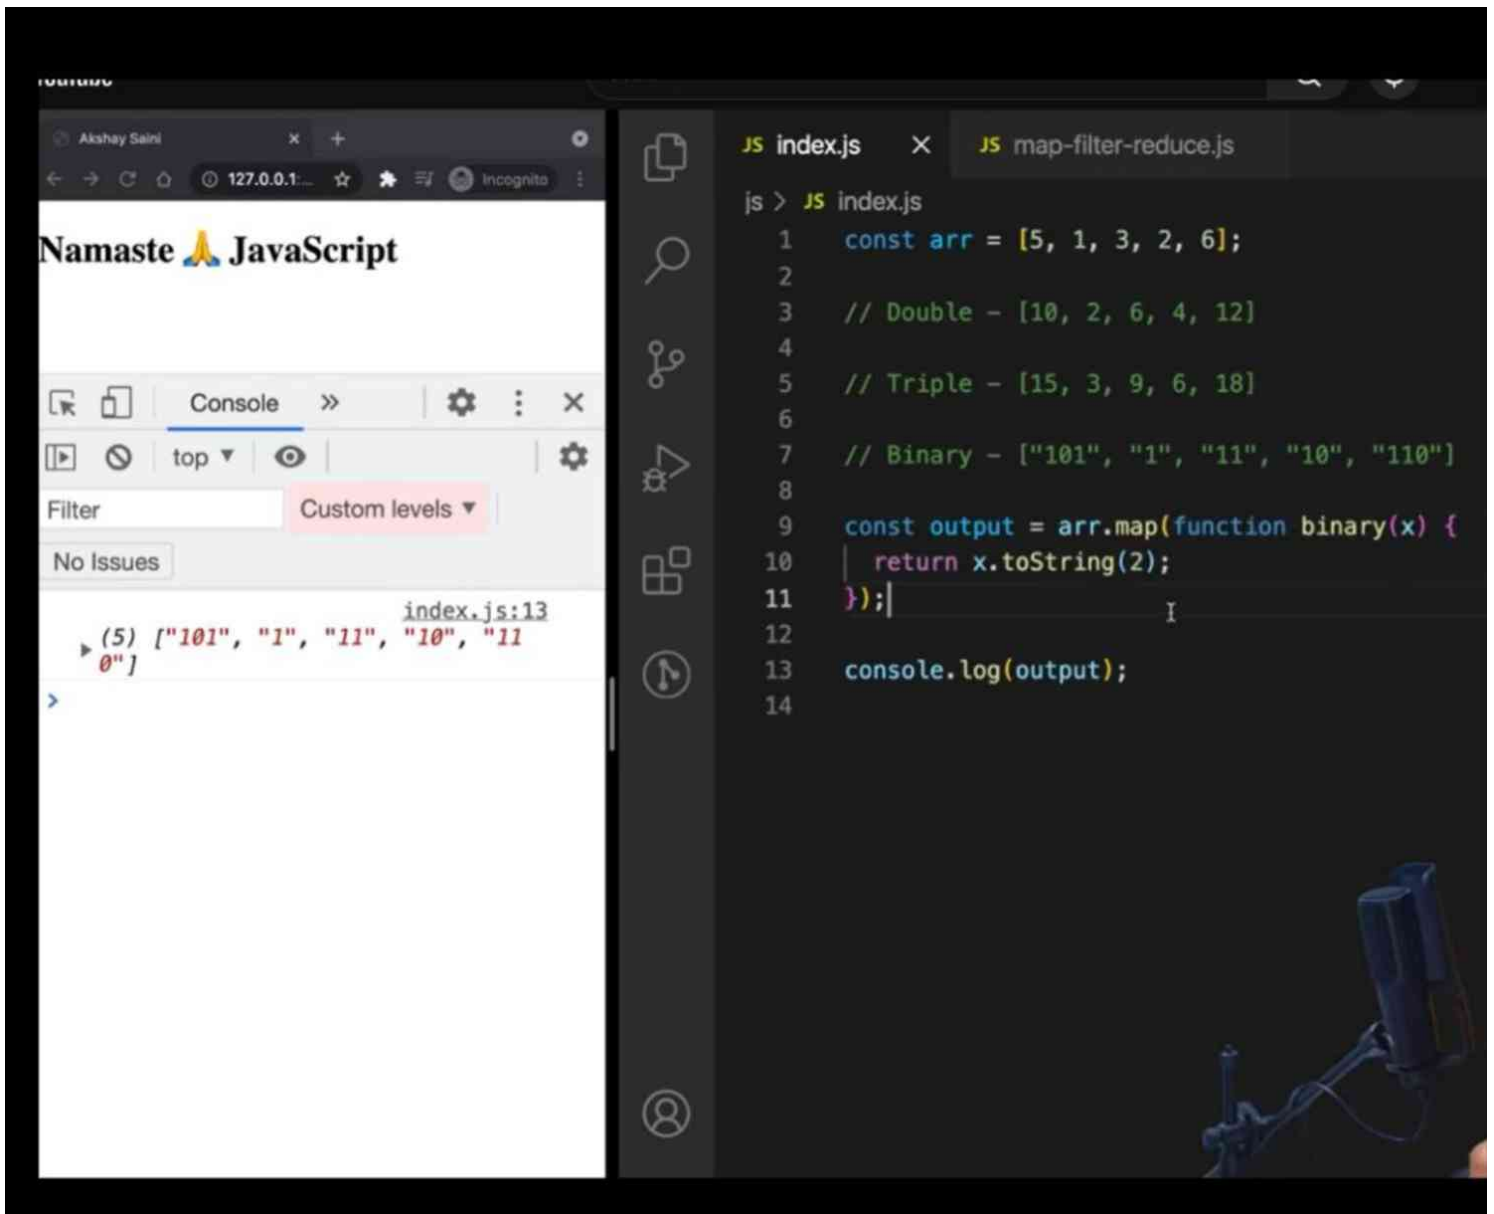 Akshay Saini
127.0.0.1:...
Incognito
Namaste 🙏 JavaScript
Console
top
Filter
Custom levels
No Issues
index.js:13
(5) ["101", "1", "11", "10", "11
0"]
JS index.js
JS map-filter-reduce.js
js > JS index.js
1 const arr = [5, 1, 3, 2, 6];
2
3 // Double – [10, 2, 6, 4, 12]
4
5 // Triple – [15, 3, 9, 6, 18]
6
7 // Binary – ["101", "1", "11", "10", "110"]
8
9 const output = arr.map(function binary(x) {
10 return x.toString(2);
11 });
12
13 console.log(output);
14